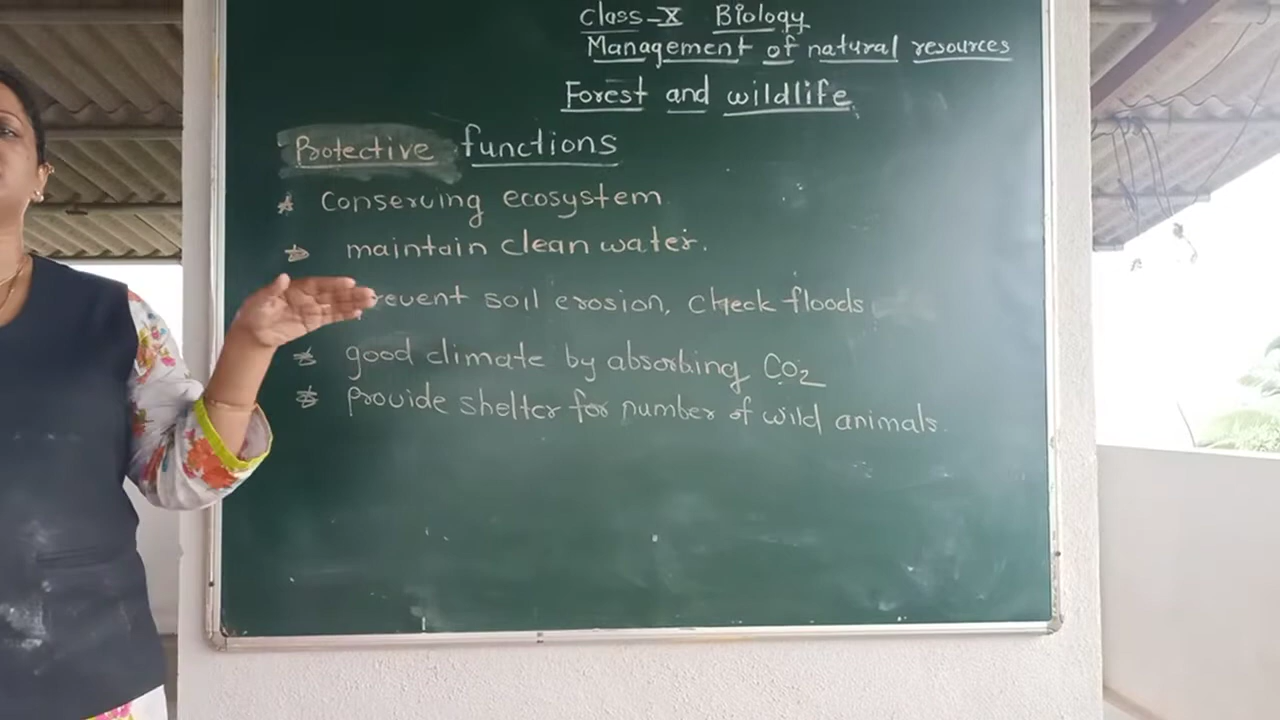 Class-X Biology
Management of natural resources
Forest and wildlife
Protective functions
* Conserving ecosystem
* maintain clean water.
revent soil erosion, check floods
* good climate by absorbing CO2
* provide shelter for number of wild animals.